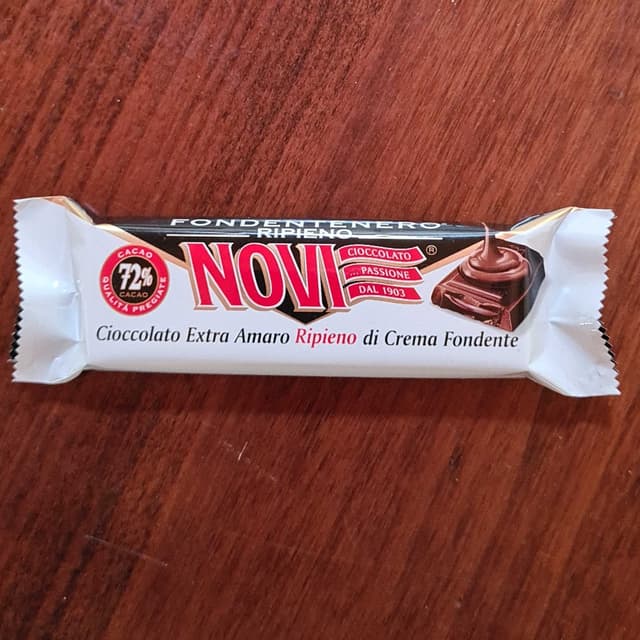 FONDENTENERO®
RIPIENO
CACAO
72%
CACAO
QUALITÀ PREGIATE
NOVI®
CIOCCOLATO
... PASSIONE
DAL 1903
Cioccolato Extra Amaro Ripieno di Crema Fondente